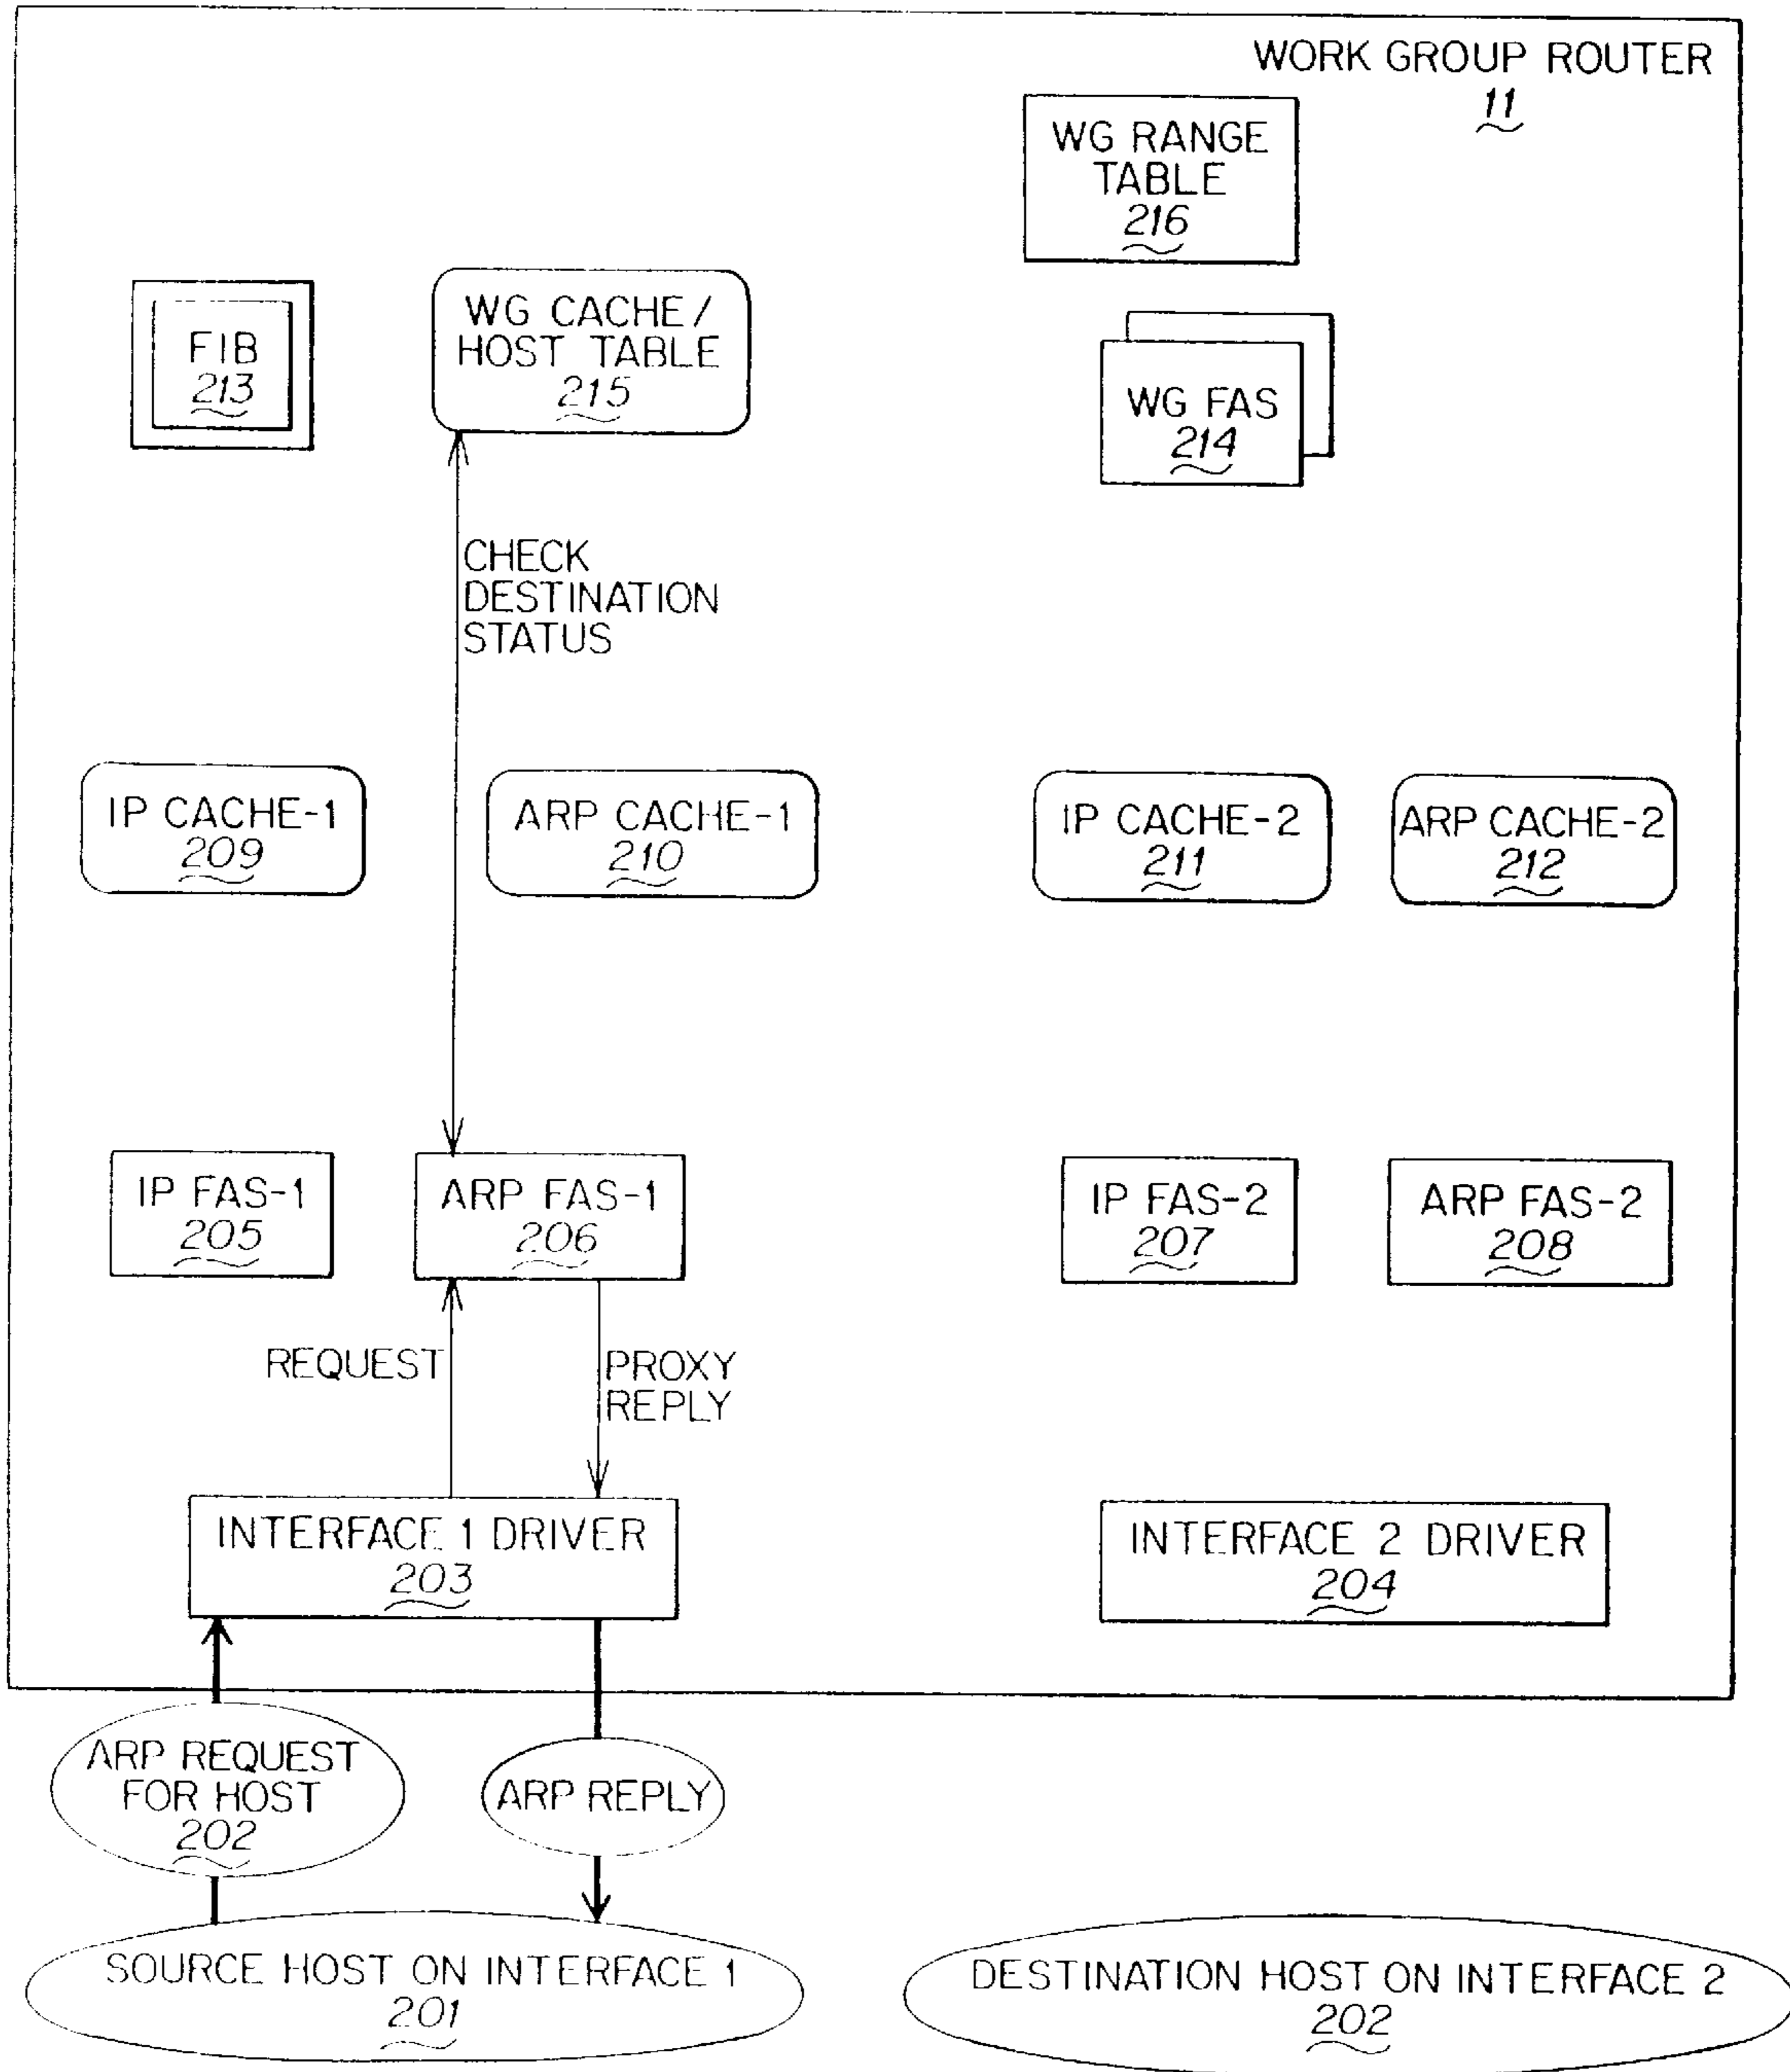 WORK GROUP ROUTER
11
WG RANGE
TABLE
216
FIB
213
WG CACHE/
HOST TABLE
215
WG FAS
214
CHECK
DESTINATION
STATUS
IP CACHE-1
209
ARP CACHE-1
210
IP CACHE-2
211
ARP CACHE-2
212
IP FAS-1
205
ARP FAS-1
206
IP FAS-2
207
ARP FAS-2
208
REQUEST
PROXY
REPLY
INTERFACE 1 DRIVER
203
INTERFACE 2 DRIVER
204
ARP REQUEST
FOR HOST
202
ARP REPLY
SOURCE HOST ON INTERFACE 1
201
DESTINATION HOST ON INTERFACE 2
202